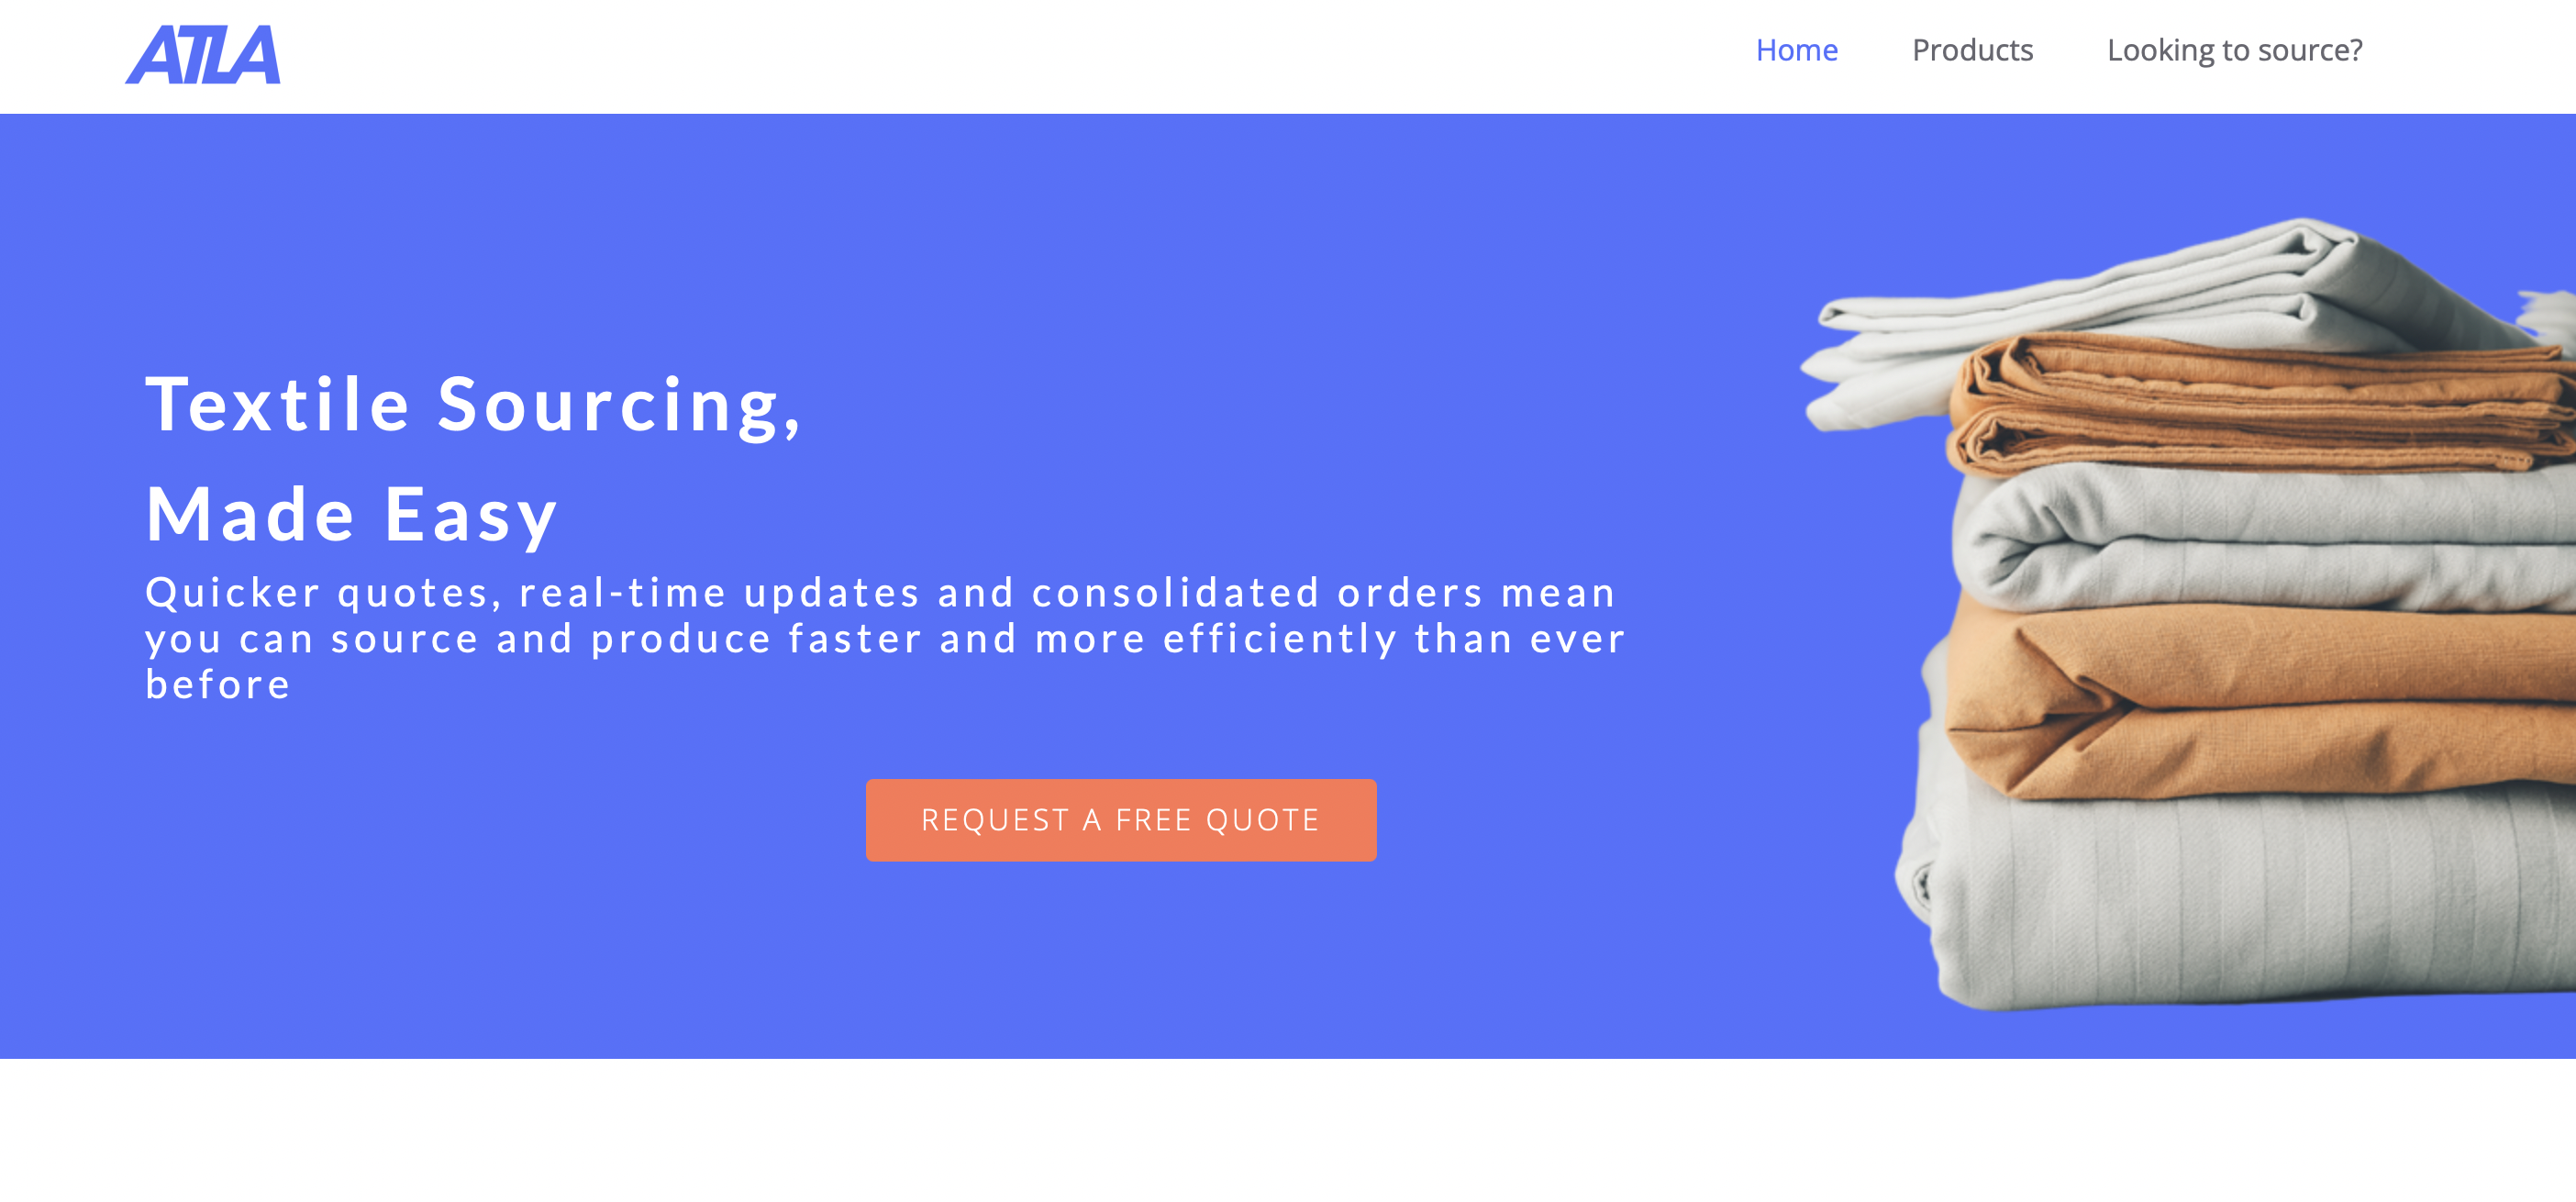 ATLA
Home Products Looking to source?
Textile Sourcing,
Made Easy
Quicker quotes, real-time updates and consolidated orders mean
you can source and produce faster and more efficiently than ever
before
REQUEST A FREE QUOTE